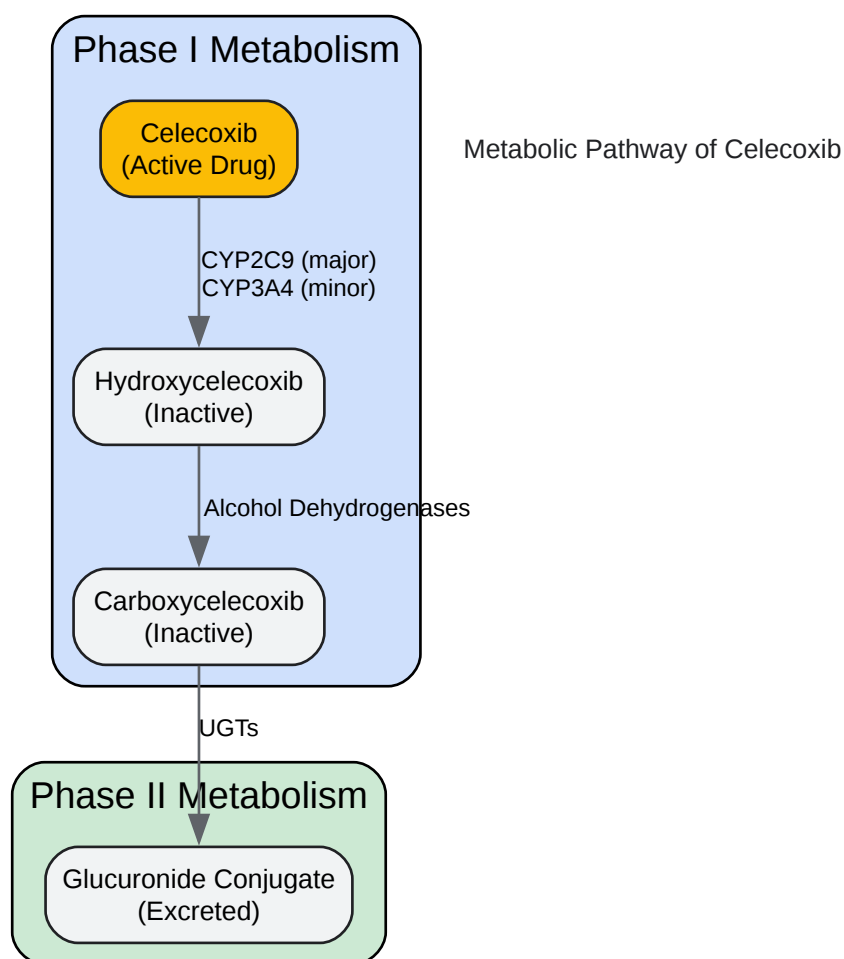 Phase I Metabolism
Celecoxib
(Active Drug)
Metabolic Pathway of Celecoxib
CYP2C9 (major)
CYP3A4 (minor)
Hydroxycelecoxib
(Inactive)
Alcohol Dehydrogenases
Carboxycelecoxib
(Inactive)
UGTs
Phase II Metabolism
Glucuronide Conjugate
(Excreted)